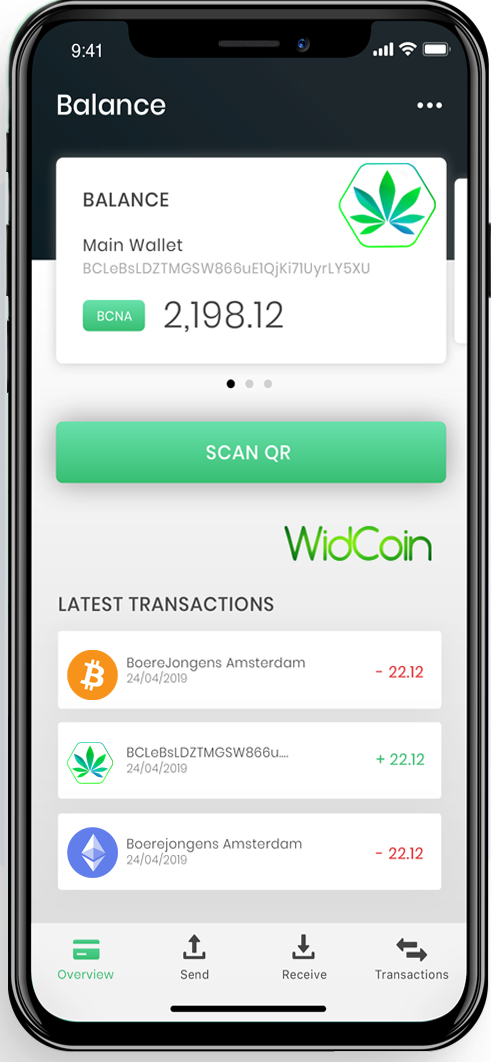 9:41
Balance
BALANCE
Main Wallet
BCLeBsLDZTMGSW866uE1QjKi71UyrLY5XU
BCNA 2,198.12
SCAN QR
WidCoin
LATEST TRANSACTIONS
BoereJongens Amsterdam
24/04/2019
- 22.12
BCLeBsLDZTMGSW866u...
24/04/2019
+ 22.12
Boerejongens Amsterdam
24/04/2019
- 22.12
Overview Send Receive Transactions